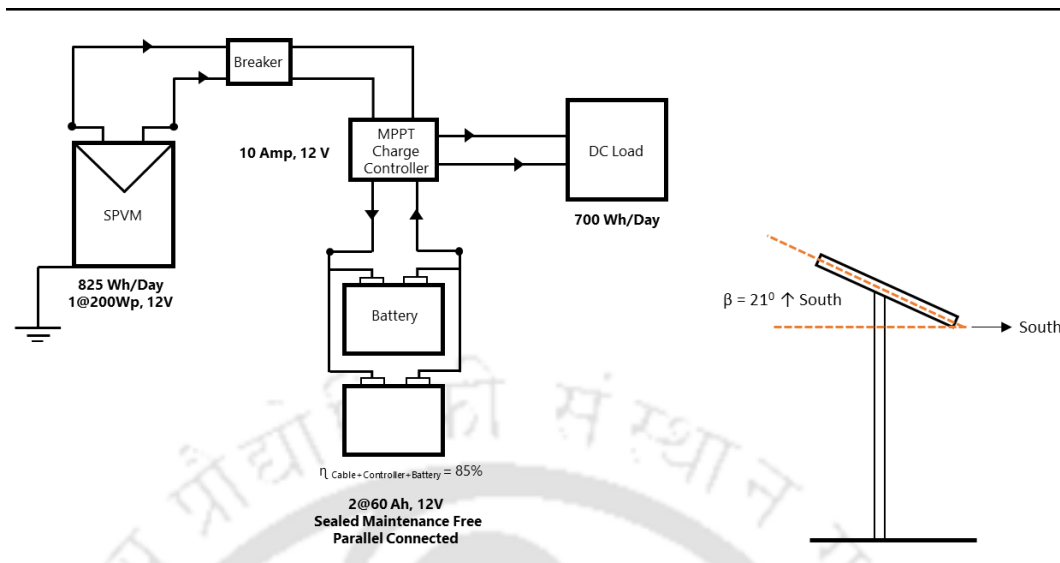 Breaker
MPPT
Charge
Controller
10 Amp, 12 V
DC Load
700 Wh/Day
SPVM
825 Wh/Day
1@200Wp, 12V
Battery
η Cable+Controller+Battery = 85%
2@60 Ah, 12V
Sealed Maintenance Free
Parallel Connected
β = 21⁰ ↑ South
South